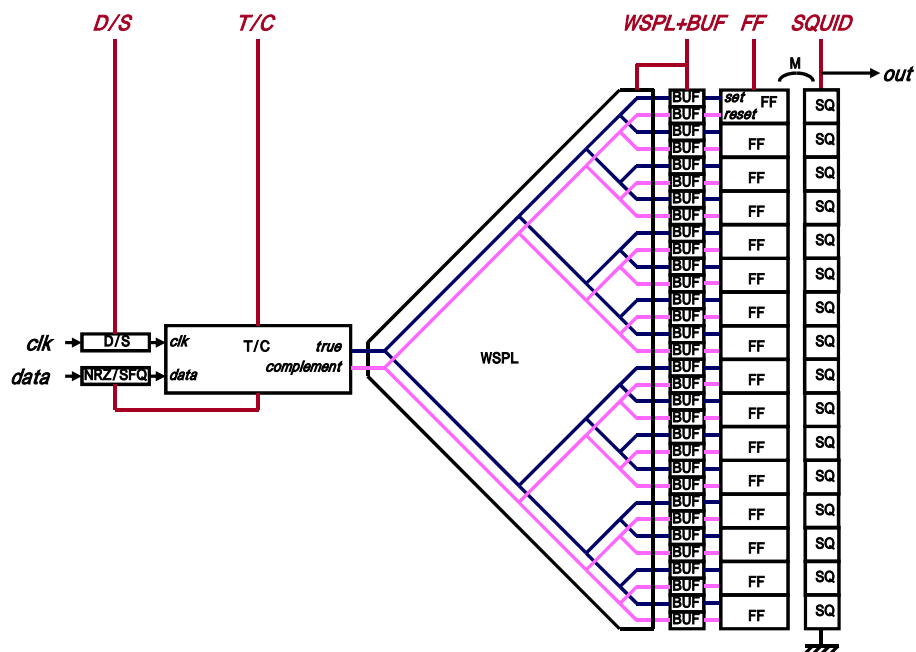 D/S T/C WSPL+BUF FF SQUID
M
out
clk
D/S
clk
T/C
true
complement
data
NRZ/SFQ
data
WSPL
BUF
set FF
SQ
BUF
reset
BUF
BUF
FF
SQ
BUF
BUF
FF
SQ
BUF
BUF
FF
SQ
BUF
BUF
FF
SQ
BUF
BUF
FF
SQ
BUF
BUF
FF
SQ
BUF
BUF
FF
SQ
BUF
BUF
FF
SQ
BUF
BUF
FF
SQ
BUF
BUF
FF
SQ
BUF
BUF
FF
SQ
BUF
BUF
FF
SQ
BUF
BUF
FF
SQ
BUF
BUF
FF
SQ
BUF
BUF
FF
SQ